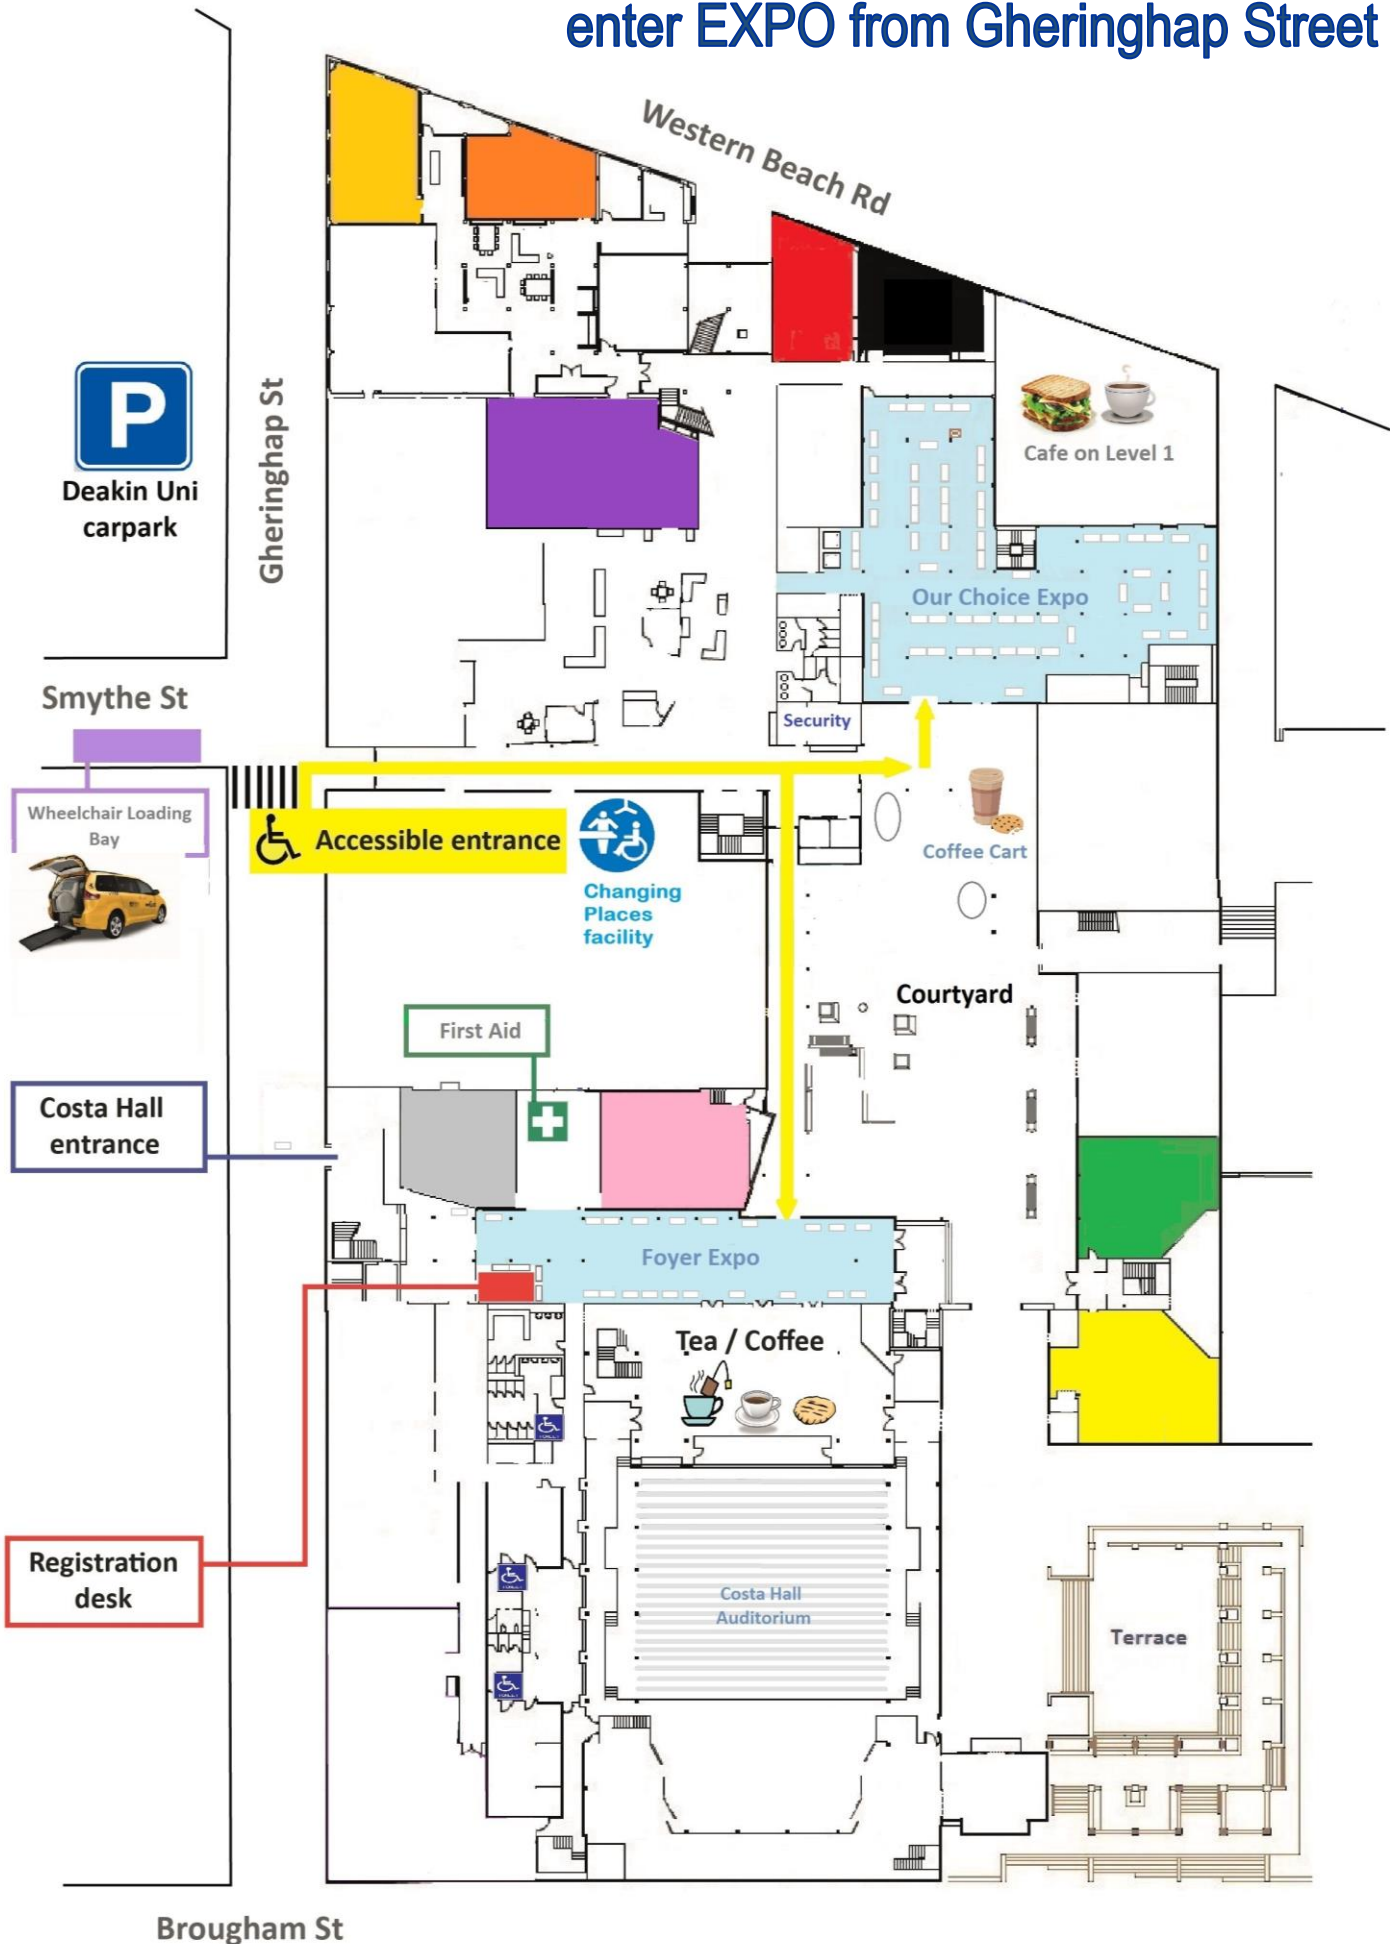 enter EXPO from Gheringhap Street
Western Beach Rd
P
Deakin Uni
carpark
Gheringhap St
Cafe on Level 1
Our Choice Expo
Smythe St
Security
Wheelchair Loading
Bay
Accessible entrance
Changing
Places
facility
Coffee Cart
Courtyard
First Aid
Costa Hall
entrance
Foyer Expo
Tea / Coffee
Registration
desk
Costa Hall
Auditorium
Terrace
Brougham St